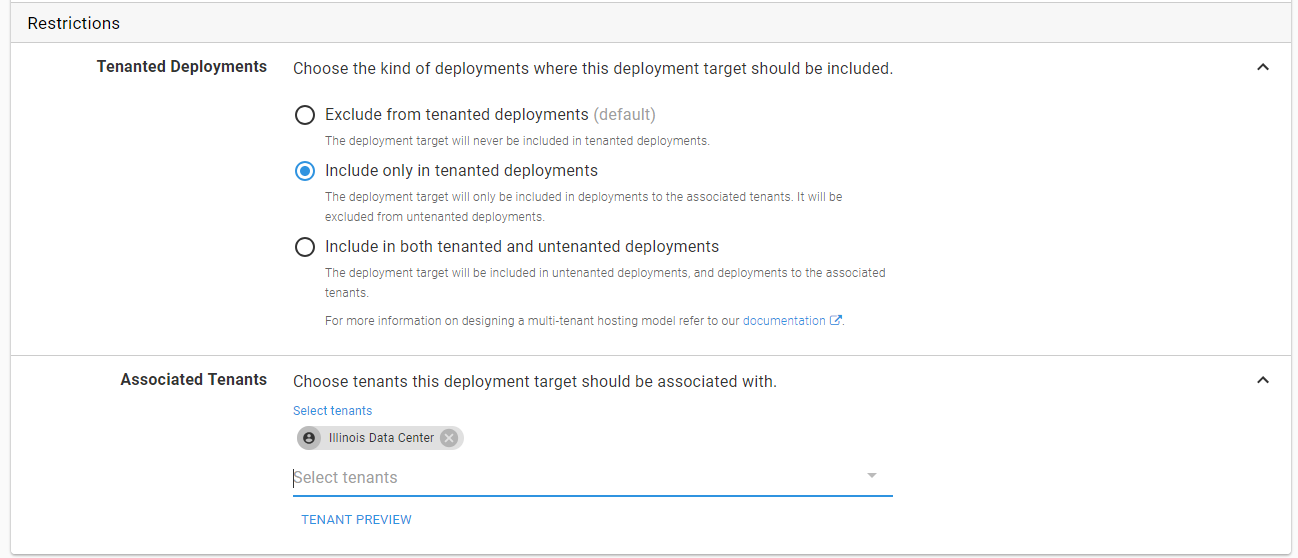 Restrictions
Tenanted Deployments
Choose the kind of deployments where this deployment target should be included.
Exclude from tenanted deployments (default)
The deployment target will never be included in tenanted deployments.
Include only in tenanted deployments
The deployment target will only be included in deployments to the associated tenants. It will be
excluded from untenanted deployments.
Include in both tenanted and untenanted deployments
The deployment target will be included in untenanted deployments, and deployments to the associated
tenants.
For more information on designing a multi-tenant hosting model refer to our documentation.
Associated Tenants
Choose tenants this deployment target should be associated with.
Select tenants
Illinois Data Center
Select tenants
TENANT PREVIEW